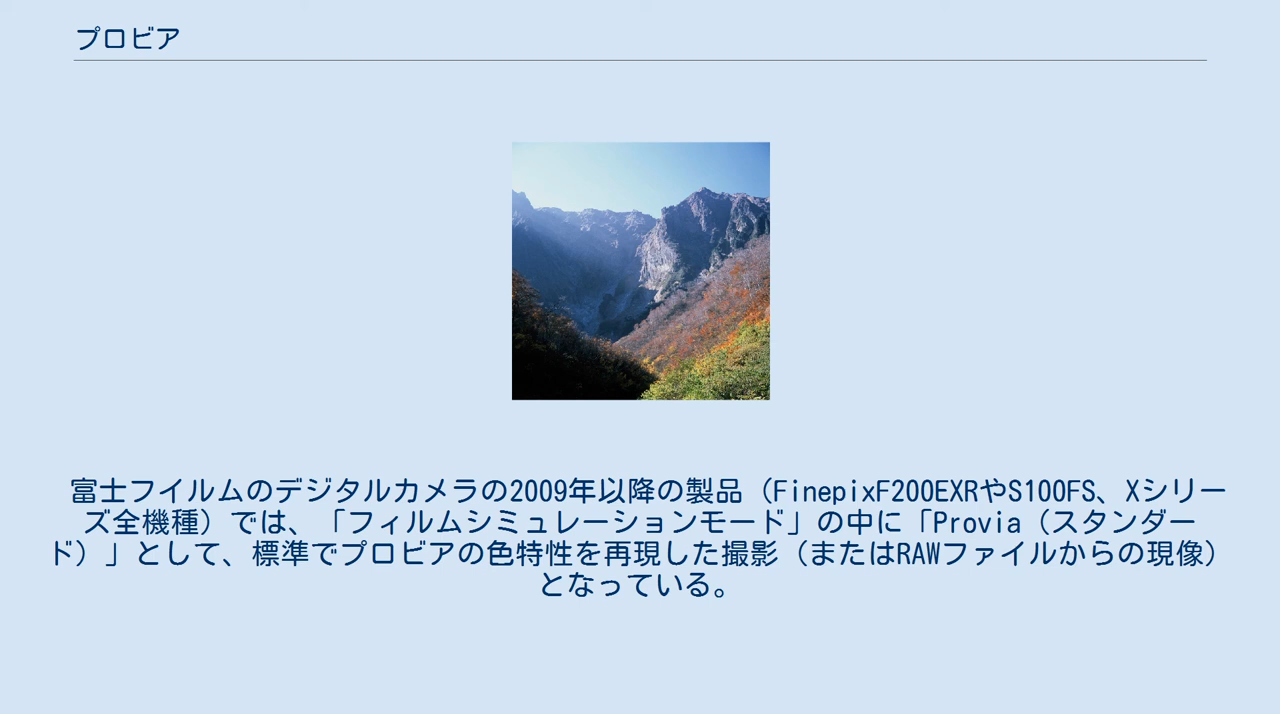 プロビア
富士フイルムのデジタルカメラの2009年以降の製品（FinepixF200EXRやS100FS、Xシリー
ズ全機種）では、「フィルムシミュレーションモード」の中に「Provia（スタンダー
ド）」として、標準でプロビアの色特性を再現した撮影（またはRAWファイルからの現像）
となっている。